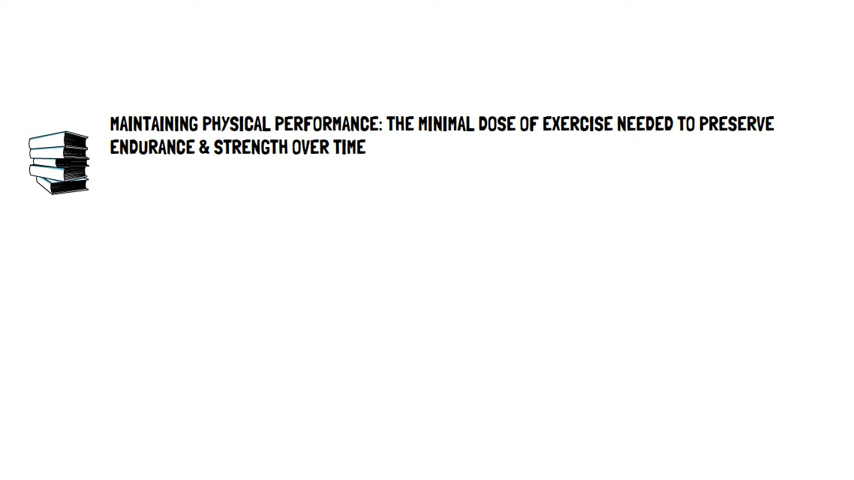 MAINTAINING PHYSICAL PERFORMANCE: THE MINIMAL DOSE OF EXERCISE NEEDED TO PRESERVE
ENDURANCE & STRENGTH OVER TIME